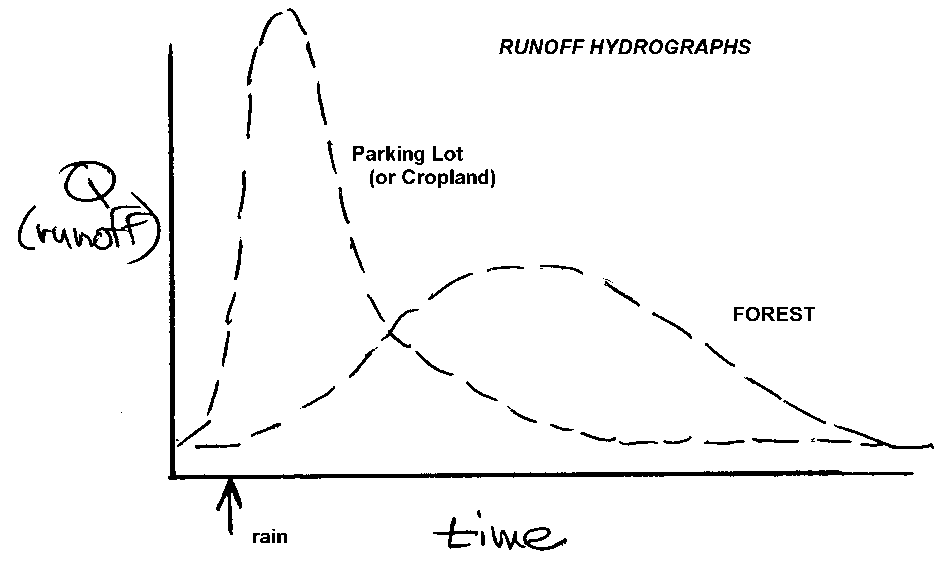 RUNOFF HYDROGRAPHS
Parking Lot
(or Cropland)
Q
(runoff)
FOREST
rain
time